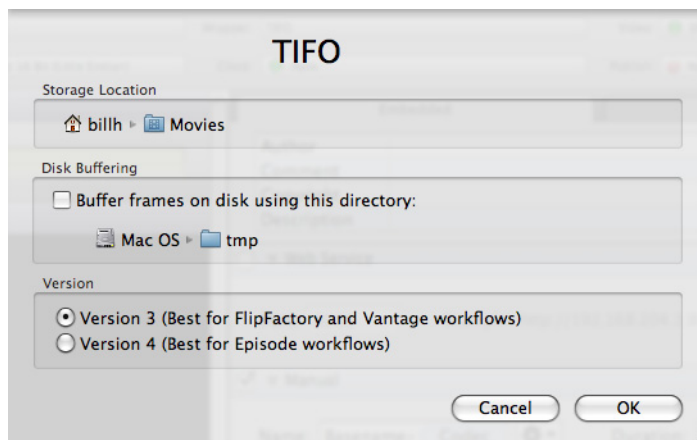 TIFO
Storage Location
billh ▸ Movies
Disk Buffering
Buffer frames on disk using this directory:
Mac OS ▸ tmp
Version
Version 3 (Best for FlipFactory and Vantage workflows)
Version 4 (Best for Episode workflows)
Cancel OK